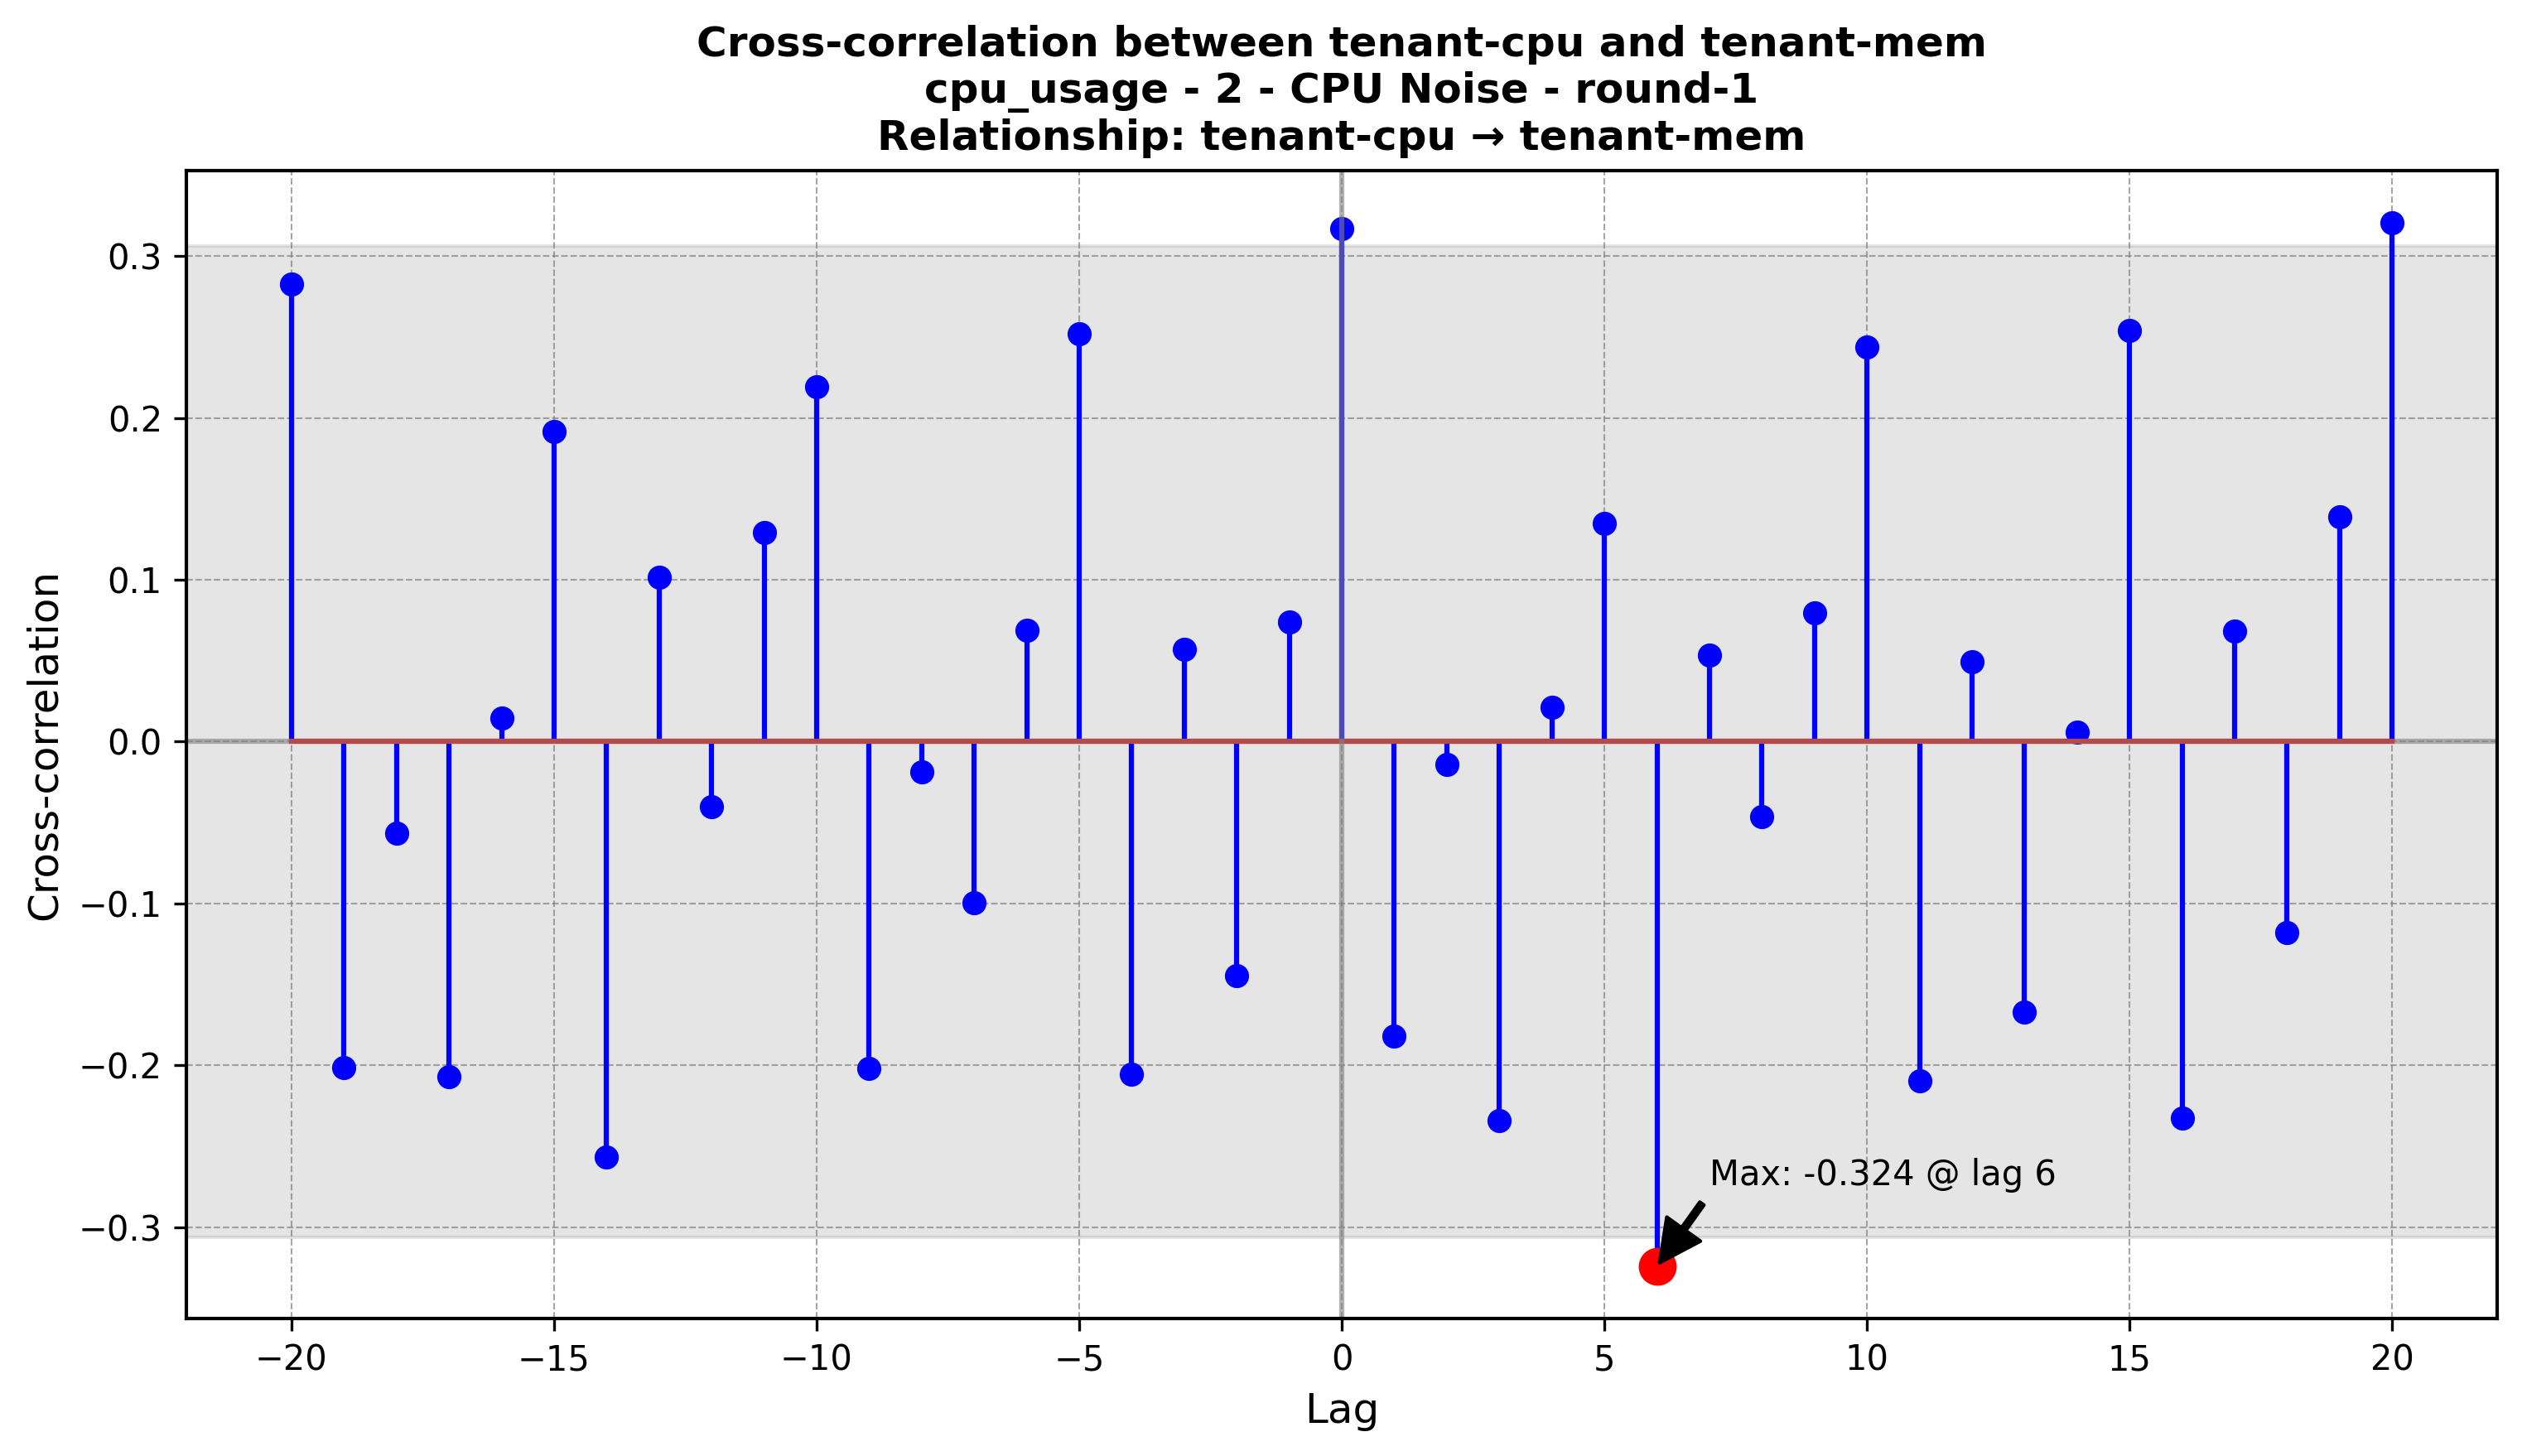 Cross-correlation between tenant-cpu and tenant-mem
cpu_usage - 2 - CPU Noise - round-1
Relationship: tenant-cpu → tenant-mem
Cross-correlation
0.3
0.2
0.1
0.0
−0.1
−0.2
−0.3
Max: -0.324 @ lag 6
−20 −15 −10 −5 0 5 10 15 20
Lag